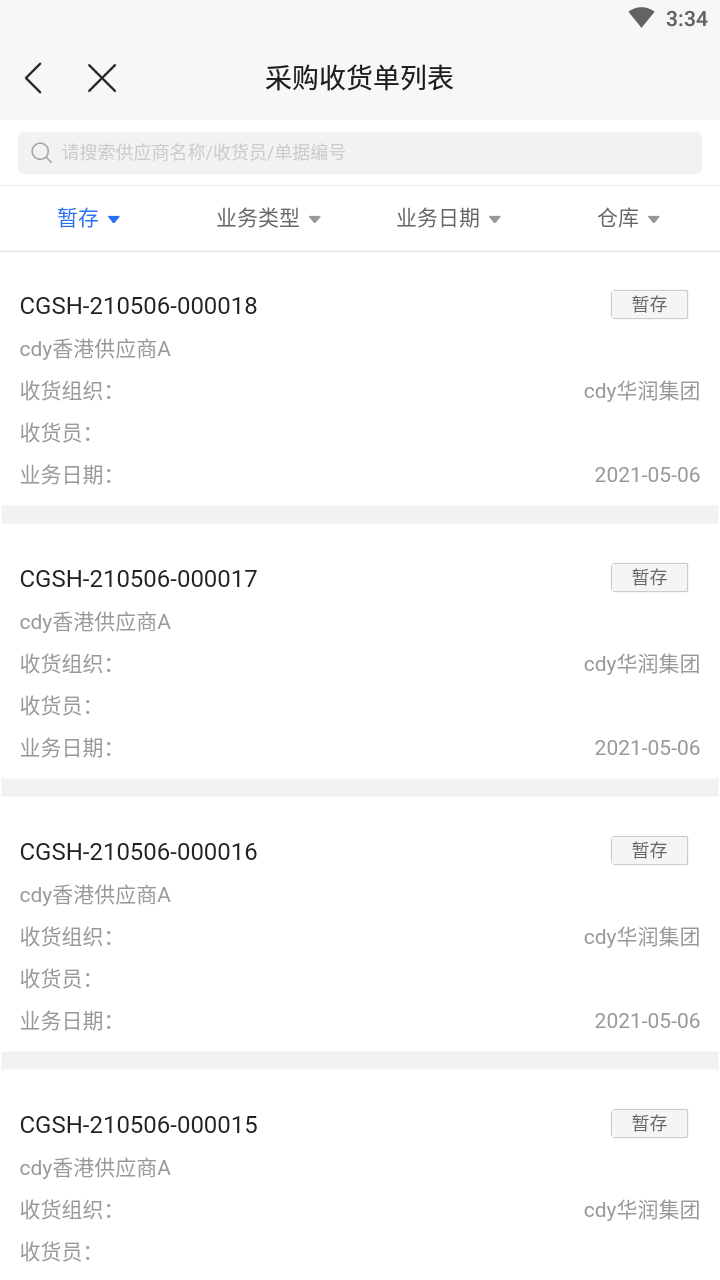 3:34
采购收货单列表
请搜索供应商名称/收货员/单据编号
暂存 业务类型 业务日期 仓库
CGSH-210506-000018 暂存
cdy香港供应商A
收货组织： cdy华润集团
收货员：
业务日期： 2021-05-06
CGSH-210506-000017 暂存
cdy香港供应商A
收货组织： cdy华润集团
收货员：
业务日期： 2021-05-06
CGSH-210506-000016 暂存
cdy香港供应商A
收货组织： cdy华润集团
收货员：
业务日期： 2021-05-06
CGSH-210506-000015 暂存
cdy香港供应商A
收货组织： cdy华润集团
收货员：